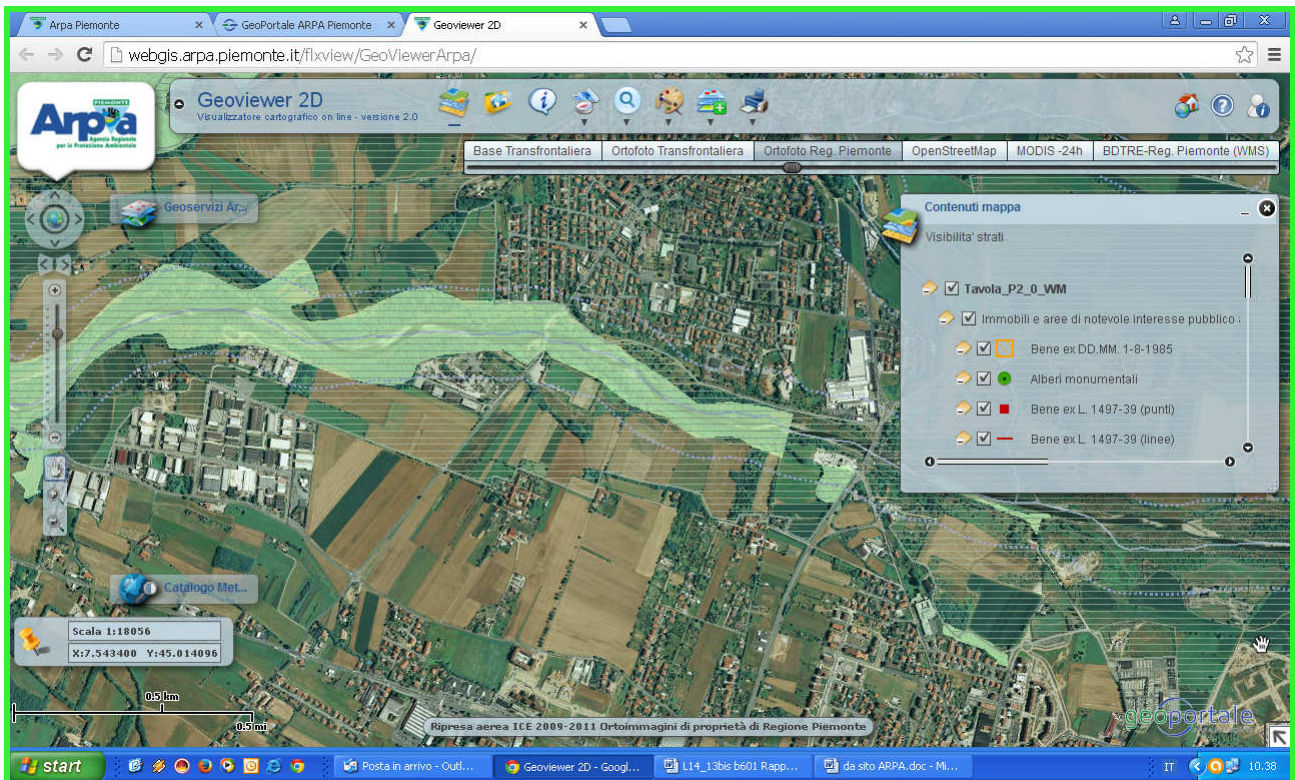 Arpa Piemonte
GeoPortale ARPA Piemonte
Geoviewer 2D
webgis.arpa.piemonte.it/flxview/GeoViewerArpa/
PIEMONTE
Arpa
Agenzia Regionale
per la Protezione Ambientale
Geoviewer 2D
Visualizzatore cartografico on line - versione 2.0
Base Transfrontaliera
Ortofoto Transfrontaliera
Ortofoto Reg. Piemonte
OpenStreetMap
MODIS -24h
BDTRE-Reg. Piemonte (WMS)
Geoservizi Ar...
Contenuti mappa
Visibilita' strati
Tavola_P2_0_WM
Immobili e aree di notevole interesse pubblico
Bene ex DD.MM. 1-8-1985
Alberi monumentali
Bene ex L. 1497-39 (punti)
Bene ex L. 1497-39 (linee)
Catalogo Met...
Scala 1:18056
X:7.543400 Y:45.014096
0.5 km
0.5 mi
Ripresa aerea ICE 2009-2011 Ortoimmagini di proprietà di Regione Piemonte
geoportale
start
Posta in arrivo - Outl...
Geoviewer 2D - Googl...
L14_13bis b601 Rapp...
da sito ARPA.doc - Mi...
IT
10.38